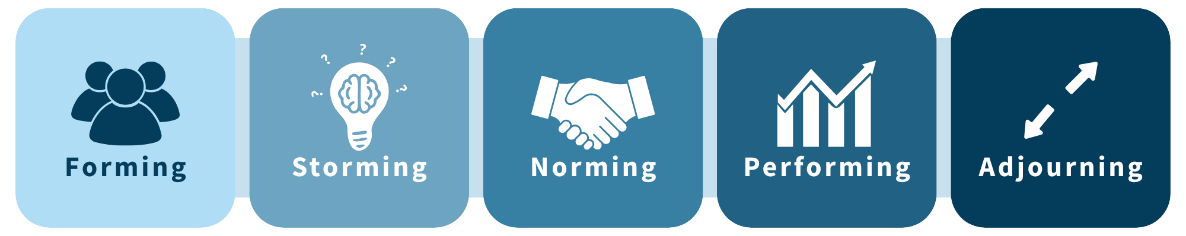 Forming
? ? ? ? ?
Storming
Norming
Performing
Adjourning